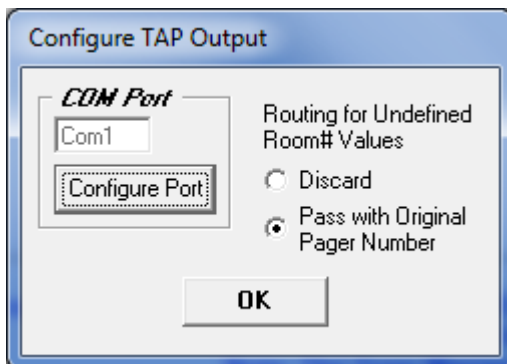 Configure TAP Output
COM Port
Com1
Configure Port
Routing for Undefined
Room# Values
Discard
Pass with Original
Pager Number
OK